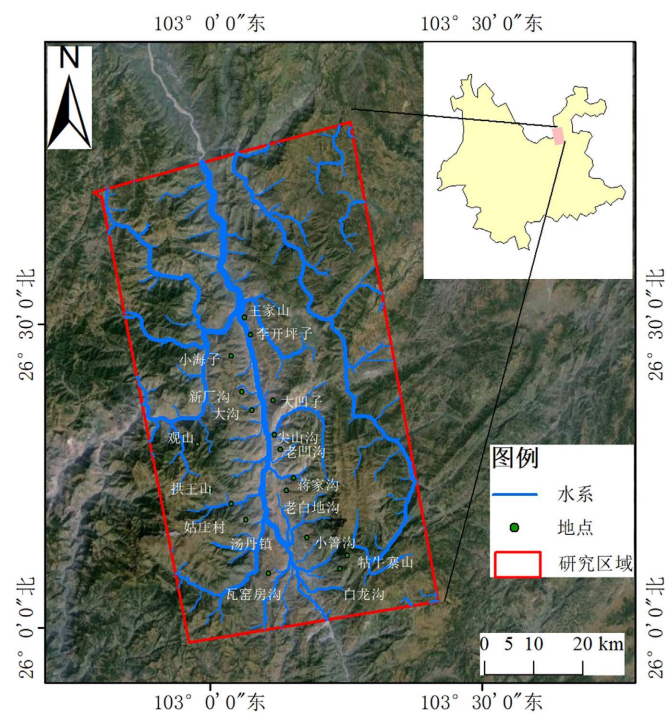 103° 0′0″东
103° 30′0″东
N
26° 30′0″北
26° 30′0″北
王家山
李开坪子
小海子
新厂沟
大凹子
大沟
观山
尖山沟
老凹沟
拱王山
蒋家沟
老白地沟
姑庄村
汤丹镇
小箐沟
牯牛寨山
瓦窑房沟
白龙沟
图例
水系
地点
研究区域
26° 0′0″北
26° 0′0″北
0 5 10 20 km
103° 0′0″东
103° 30′0″东